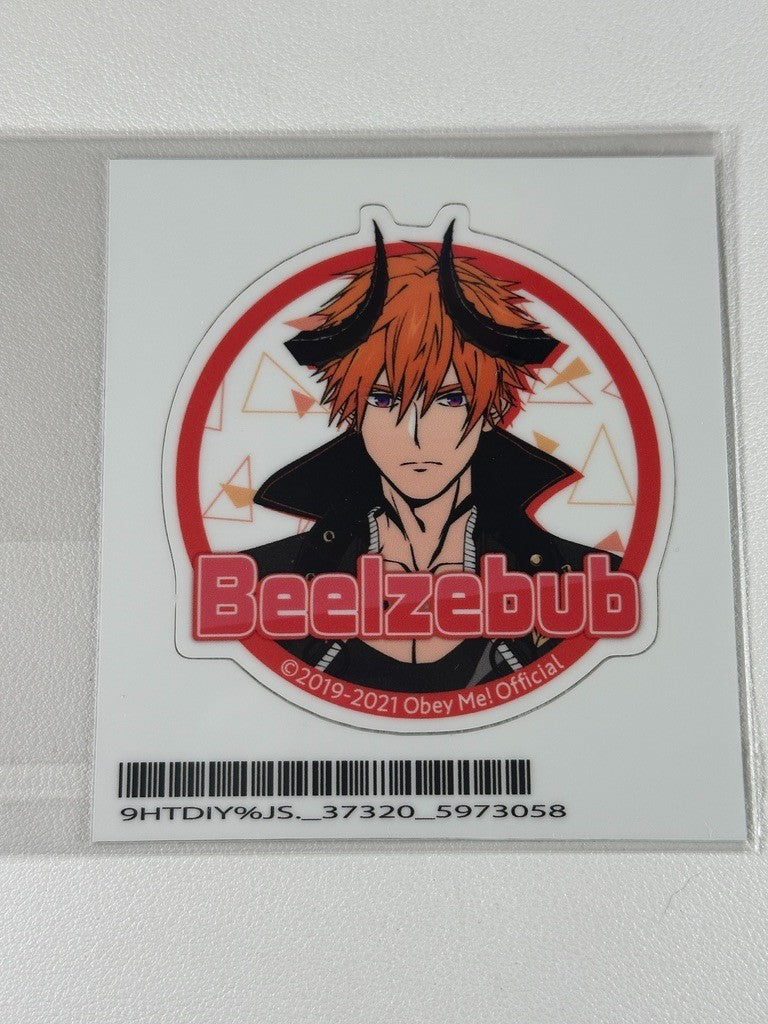 Beelzebub
©2019-2021 Obey Me! Official
9HTDIY%JS._37320_5973058